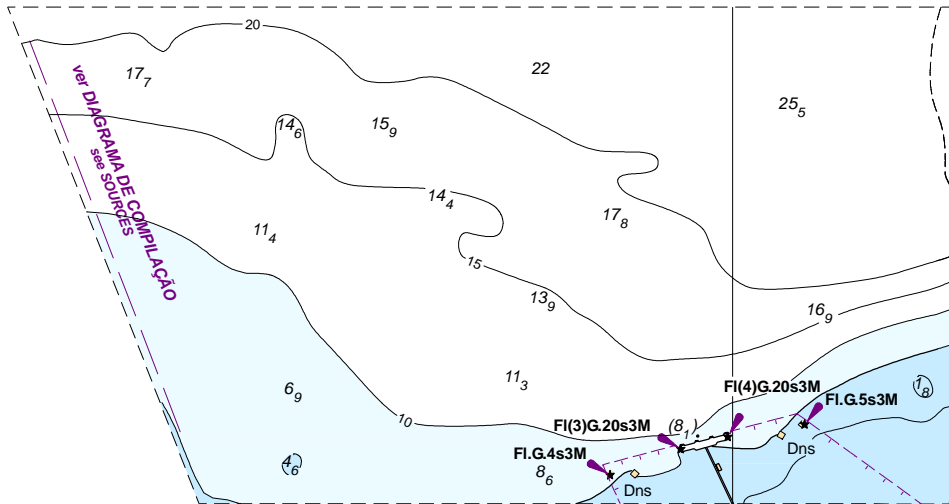 20
22
17₇
25₅
14₆
15₉
ver DIAGRAMA DE COMPILAÇÃO
see SOURCES
14₄
17₈
11₄
15
13₉
16₉
11₃
1₈
6₉
10
Fl(4)G.20s3M
Fl.G.5s3M
Fl(3)G.20s3M
(8₁)
Dns
4₆
Fl.G.4s3M
8₆
Dns